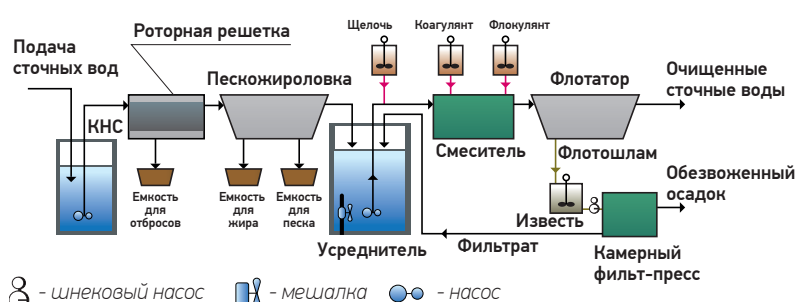 Щелочь
Коагулянт
Флокулянт
Роторная решетка
Подача
сточных вод
Пескожироловка
Флотатор
Очищенные
сточные воды
КНС
Смеситель
Флотошлам
Обезвоженный
осадок
Емкость
для
отбросов
Емкость
для
жира
Емкость
для
песка
Известь
Усреднитель
Фильтрат
Камерный
фильт-пресс
- шнековый насос
- мешалка
- насос